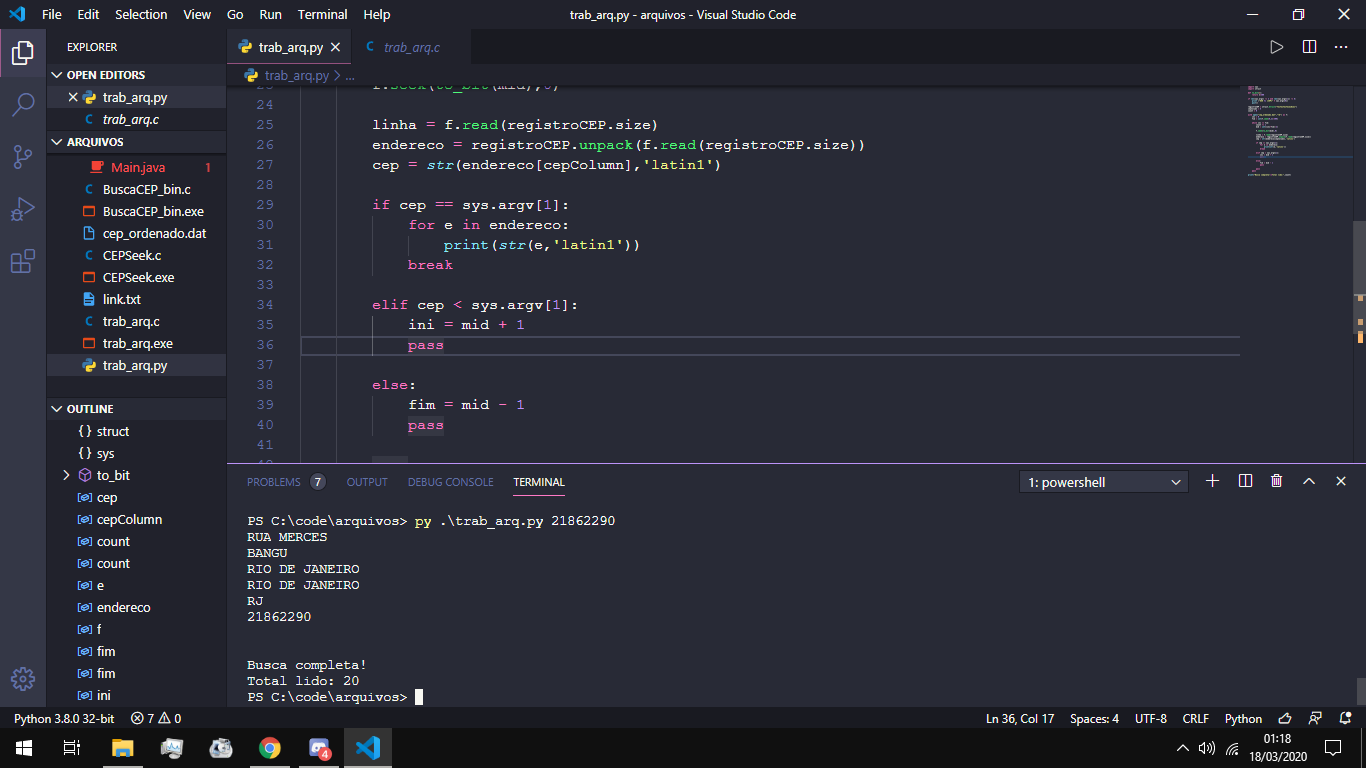 File Edit Selection View Go Run Terminal Help trab_arq.py - arquivos - Visual Studio Code
EXPLORER
OPEN EDITORS
trab_arq.py
trab_arq.c
ARQUIVOS
Main.java 1
BuscaCEP_bin.c
BuscaCEP_bin.exe
cep_ordenado.dat
CEPSeek.c
CEPSeek.exe
link.txt
trab_arq.c
trab_arq.exe
trab_arq.py
OUTLINE
struct
sys
to_bit
cep
cepColumn
count
count
e
endereco
f
fim
fim
ini
trab_arq.py trab_arq.c
trab_arq.py > ...
23 f.seek(to_bit(mid),0)
24
25 linha = f.read(registroCEP.size)
26 endereco = registroCEP.unpack(f.read(registroCEP.size))
27 cep = str(endereco[cepColumn],'latin1')
28
29 if cep == sys.argv[1]:
30 for e in endereco:
31 print(str(e,'latin1'))
32 break
33
34 elif cep < sys.argv[1]:
35 ini = mid + 1
36 pass
37
38 else:
39 fim = mid - 1
40 pass
41
PROBLEMS 7 OUTPUT DEBUG CONSOLE TERMINAL 1: powershell
PS C:\code\arquivos> py .\trab_arq.py 21862290
RUA MERCES
BANGU
RIO DE JANEIRO
RIO DE JANEIRO
RJ
21862290
Busca completa!
Total lido: 20
PS C:\code\arquivos>
Python 3.8.0 32-bit 7 0 Ln 36, Col 17 Spaces: 4 UTF-8 CRLF Python
4
01:18
18/03/2020